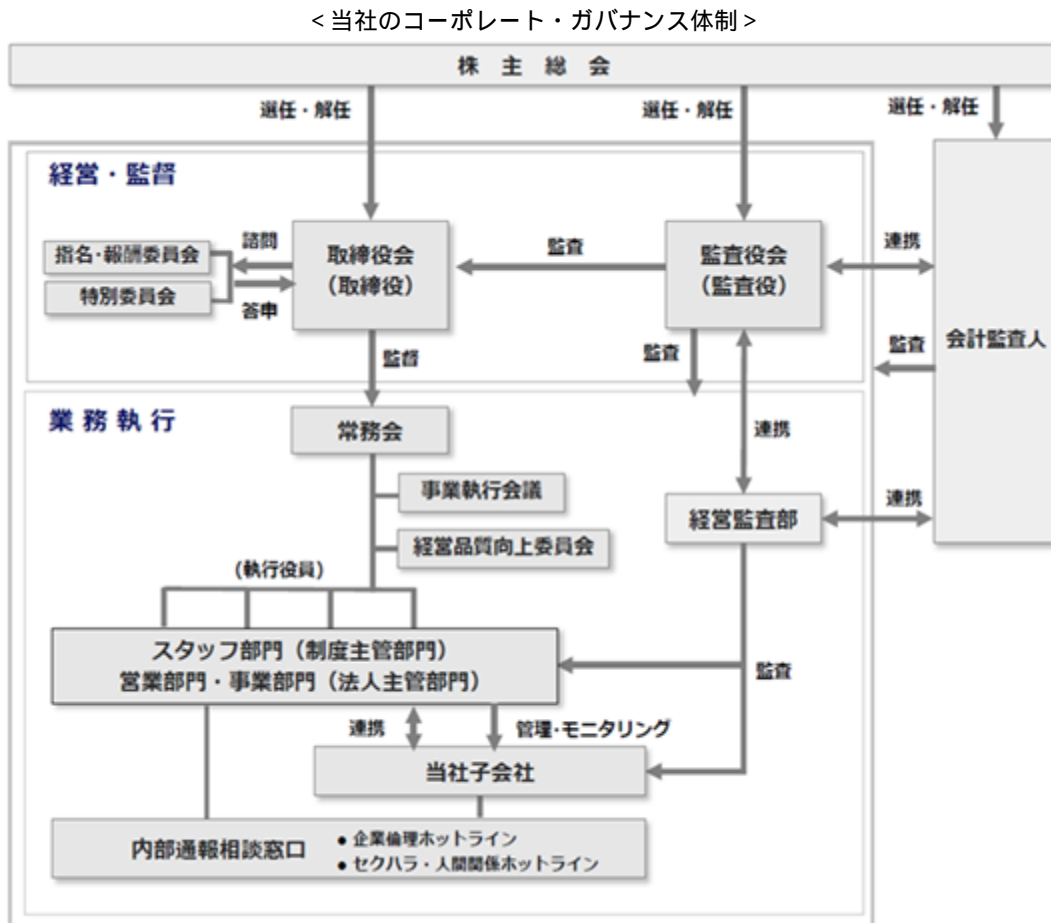 ＜当社のコーポレート・ガバナンス体制＞
株 主 総 会
選任・解任
選任・解任
選任・解任
経営・監督
指名･報酬委員会
特別委員会
諮問
答申
取締役会
（取締役）
監査
監査役会
（監査役）
連携
会計監査人
監督
監査
監査
業 務 執 行
常務会
連携
事業執行会議
経営品質向上委員会
経営監査部
連携
(執行役員)
スタッフ部門（制度主管部門）
営業部門・事業部門（法人主管部門）
監査
連携
管理･モニタリング
当社子会社
内部通報相談窓口
● 企業倫理ホットライン
● セクハラ・人間関係ホットライン